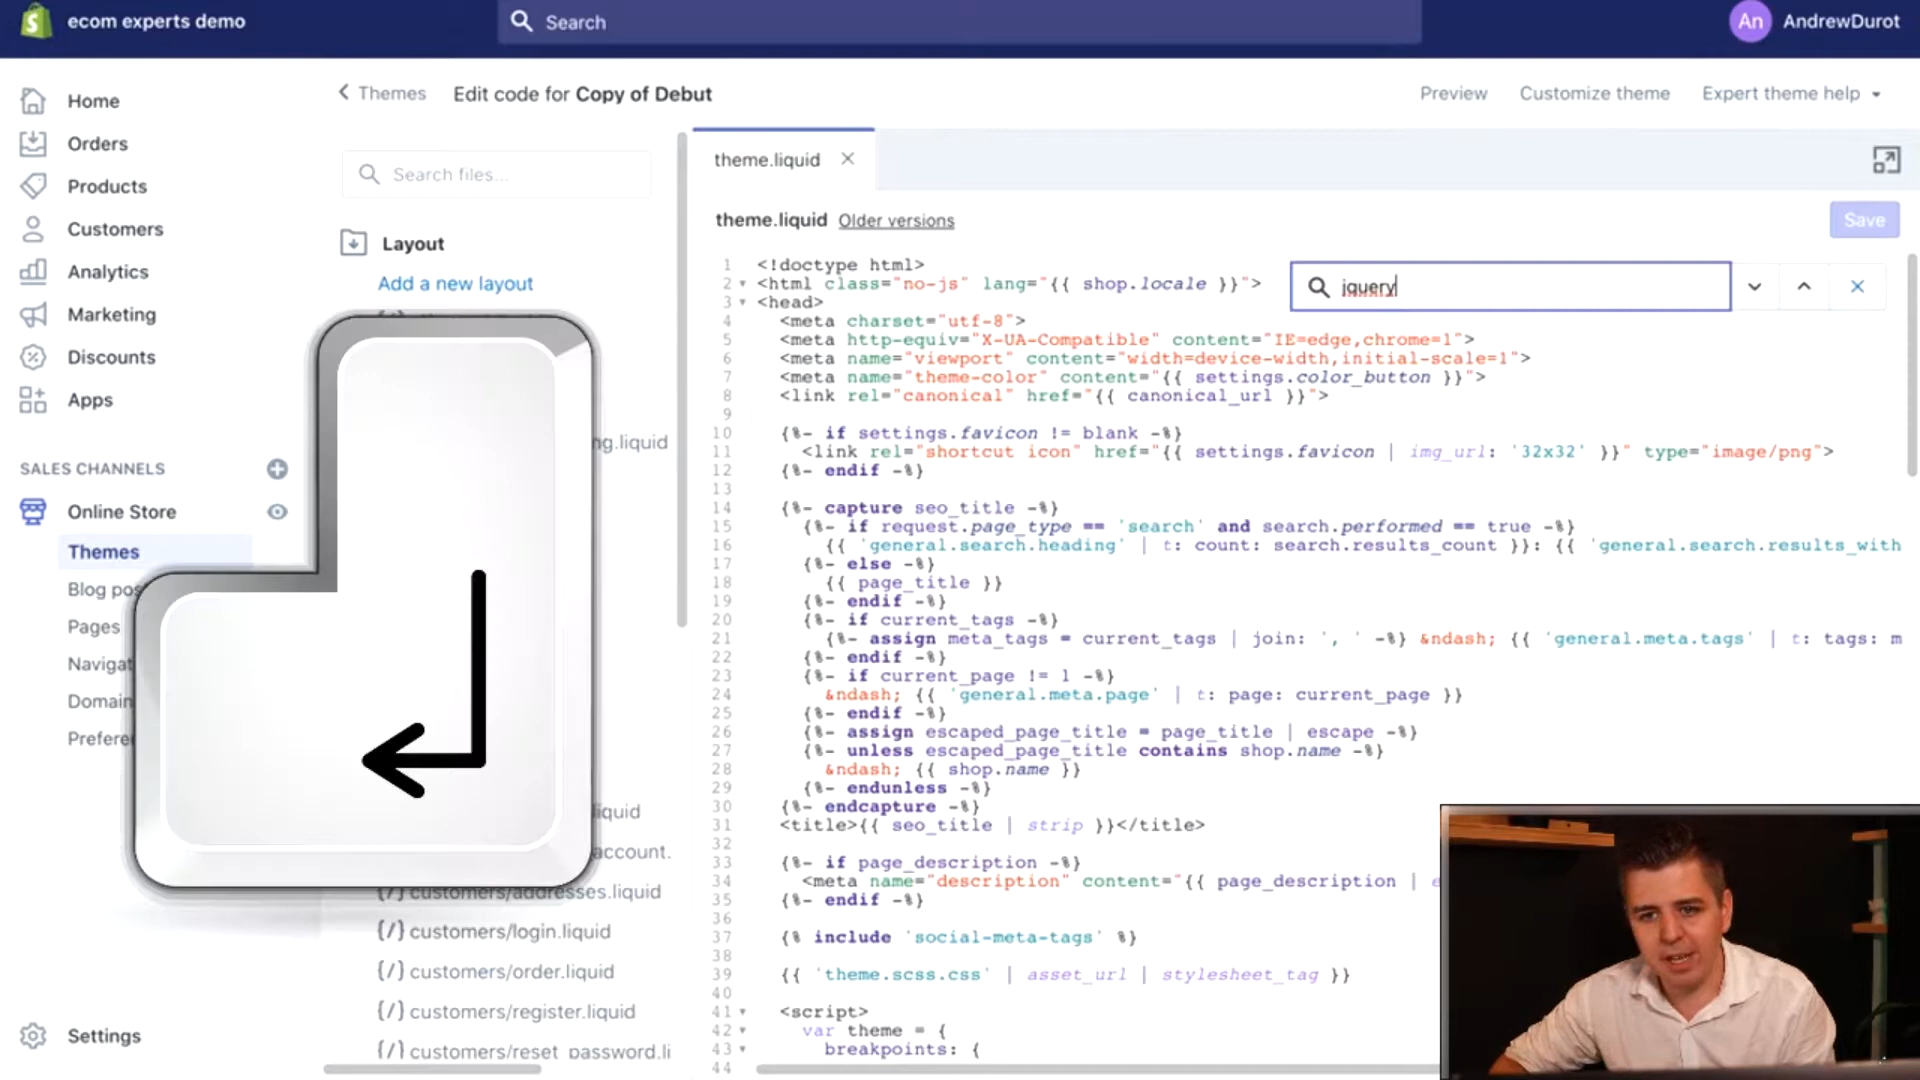 ecom experts demo
Search
An
AndrewDurot
Home
Orders
Products
Customers
Analytics
Marketing
Discounts
Apps
SALES CHANNELS
Online Store
Themes
Blog pos
Pages
Navigat
Domain
Prefere
Settings
Themes
Edit code for Copy of Debut
Preview
Customize theme
Expert theme help
Search files...
Layout
Add a new layout
ng.liquid
liquid
account.
{/} customers/addresses.liquid
{/} customers/login.liquid
{/} customers/order.liquid
{/} customers/register.liquid
{/} customers/reset_password.li
theme.liquid
theme.liquid Older versions
Save
jquery
1 <!doctype html>
2 <html class="no-js" lang="{{ shop.locale }}">
3 <head>
4 <meta charset="utf-8">
5 <meta http-equiv="X-UA-Compatible" content="IE=edge,chrome=1">
6 <meta name="viewport" content="width=device-width,initial-scale=1">
7 <meta name="theme-color" content="{{ settings.color_button }}">
8 <link rel="canonical" href="{{ canonical_url }}">
9
10 {%- if settings.favicon != blank -%}
11 <link rel="shortcut icon" href="{{ settings.favicon | img_url: '32x32' }}" type="image/png">
12 {%- endif -%}
13
14 {%- capture seo_title -%}
15 {%- if request.page_type == 'search' and search.performed == true -%}
16 {{ 'general.search.heading' | t: count: search.results_count }}: {{ 'general.search.results_with
17 {%- else -%}
18 {{ page_title }}
19 {%- endif -%}
20 {%- if current_tags -%}
21 {%- assign meta_tags = current_tags | join: ', ' -%} &ndash; {{ 'general.meta.tags' | t: tags: m
22 {%- endif -%}
23 {%- if current_page != 1 -%}
24 &ndash; {{ 'general.meta.page' | t: page: current_page }}
25 {%- endif -%}
26 {%- assign escaped_page_title = page_title | escape -%}
27 {%- unless escaped_page_title contains shop.name -%}
28 &ndash; {{ shop.name }}
29 {%- endunless -%}
30 {%- endcapture -%}
31 <title>{{ seo_title | strip }}</title>
32
33 {%- if page_description -%}
34 <meta name="description" content="{{ page_description | e
35 {%- endif -%}
36
37 {% include 'social-meta-tags' %}
38
39 {{ 'theme.scss.css' | asset_url | stylesheet_tag }}
40
41 <script>
42 var theme = {
43 breakpoints: {
44